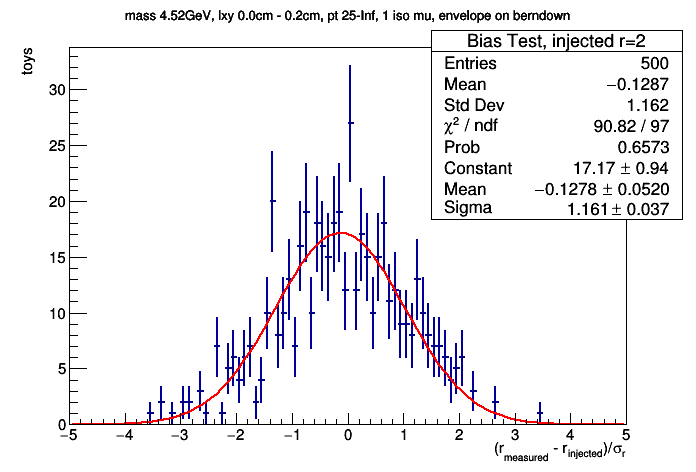 mass 4.52GeV, lxy 0.0cm - 0.2cm, pt 25-Inf, 1 iso mu, envelope on berndown
Bias Test, injected r=2
Entries 500
Mean −0.1287
Std Dev 1.162
χ² / ndf 90.82 / 97
Prob 0.6573
Constant 17.17 ± 0.94
Mean −0.1278 ± 0.0520
Sigma 1.161 ± 0.037
toys
30
25
20
15
10
5
0
−5 −4 −3 −2 −1 0 1 2 3 4 5
(r_measured - r_injected)/σ_r